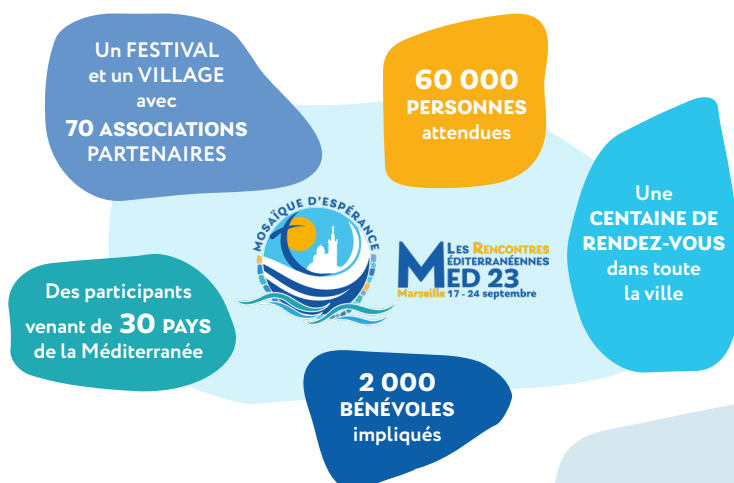 Un FESTIVAL
et un VILLAGE
avec
70 ASSOCIATIONS
PARTENAIRES
60 000
PERSONNES
attendues
Une
CENTAINE DE
RENDEZ-VOUS
dans toute
la ville
MOSAÏQUE D'ESPÉRANCE
LES RENCONTRES
MÉDITERRANÉENNES
MED 23
Marseille 17 - 24 septembre
Des participants
venant de 30 PAYS
de la Méditerranée
2 000
BÉNÉVOLES
impliqués